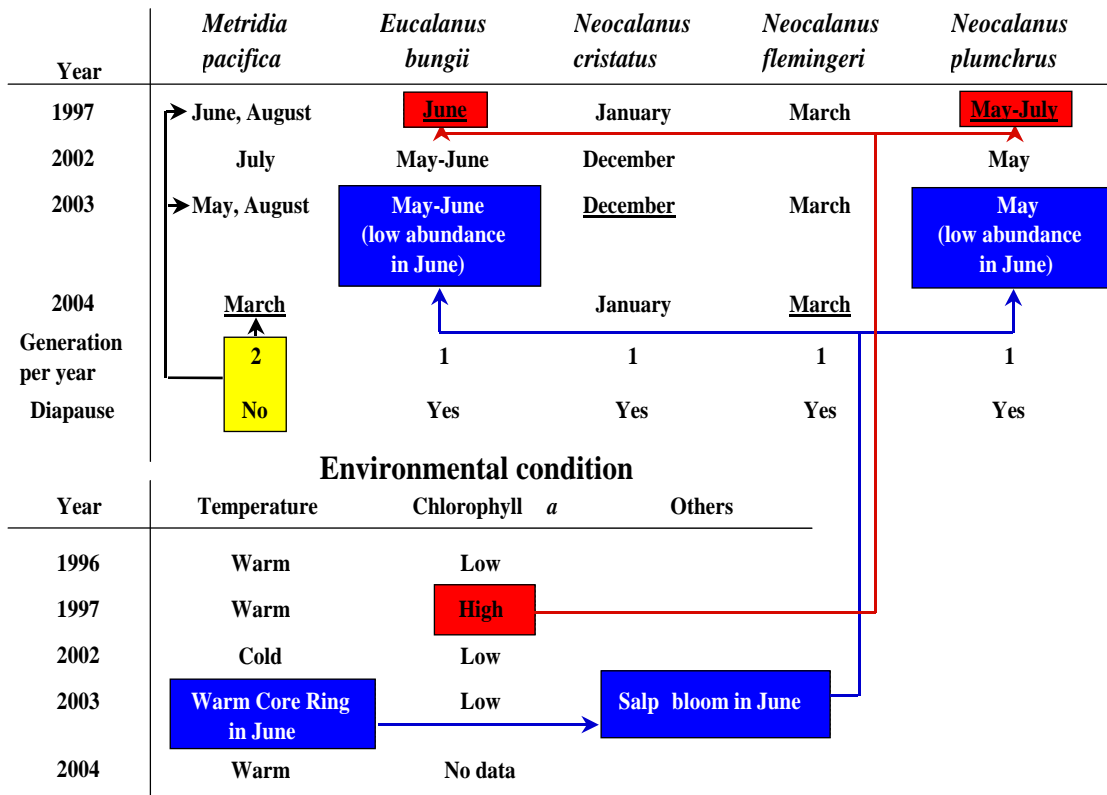 Metridia pacifica Eucalanus bungii Neocalanus cristatus Neocalanus flemingeri Neocalanus plumchrus
Year
1997 June, August June January March May-July
2002 July May-June December May
2003 May, August May-June (low abundance in June) December March May (low abundance in June)
2004 March January March
Generation per year 2 1 1 1 1
Diapause No Yes Yes Yes Yes
Environmental condition
Year Temperature Chlorophyll a Others
1996 Warm Low
1997 Warm High
2002 Cold Low
2003 Warm Core Ring in June Low Salp bloom in June
2004 Warm No data